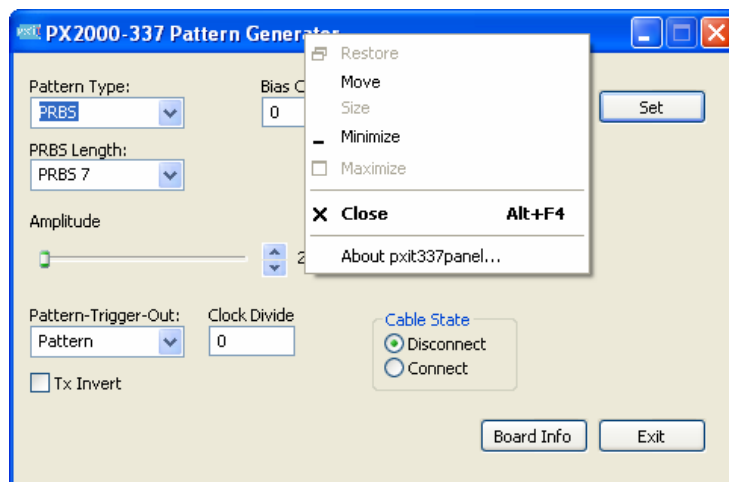 pxit PX2000-337 Pattern Generator
Restore
Move
Size
Minimize
Maximize
Close Alt+F4
About pxit337panel...
Pattern Type:
PRBS
Bias C
0
Set
PRBS Length:
PRBS 7
Amplitude
2
Pattern-Trigger-Out:
Pattern
Clock Divide
0
Cable State
Disconnect
Connect
Tx Invert
Board Info
Exit